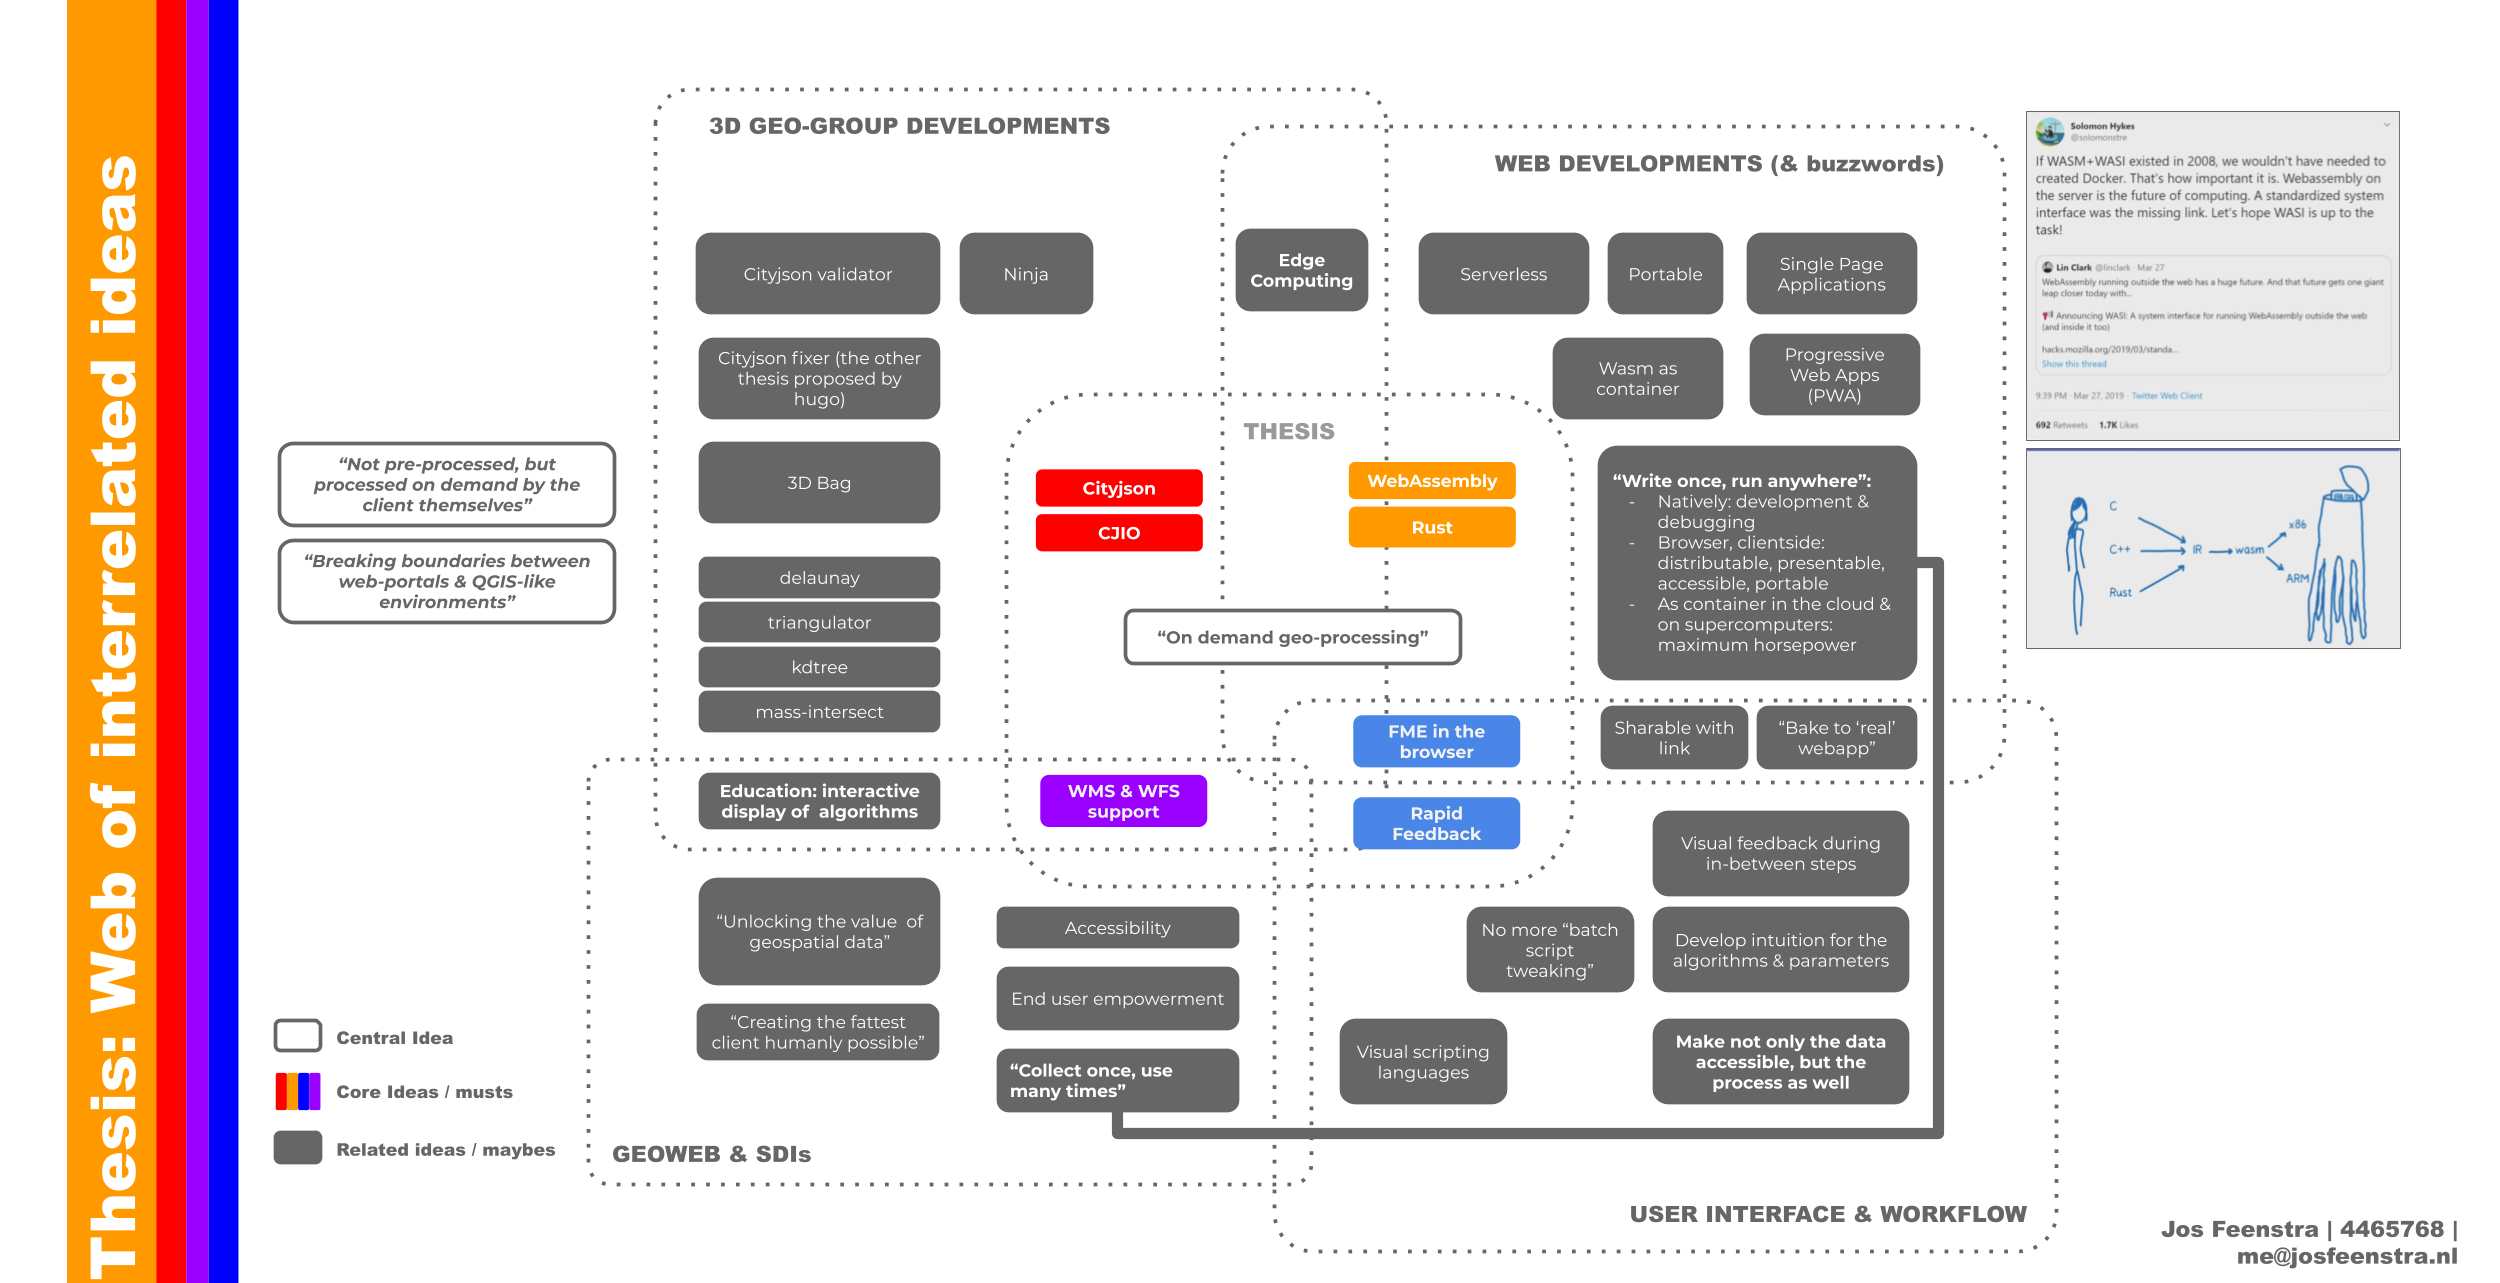 Thesis: Web of interrelated ideas
3D GEO-GROUP DEVELOPMENTS
WEB DEVELOPMENTS (& buzzwords)
Cityjson validator
Ninja
Edge
Computing
Serverless
Portable
Single Page
Applications
Cityjson fixer (the other
thesis proposed by
hugo)
Wasm as
container
Progressive
Web Apps
(PWA)
THESIS
“Not pre-processed, but
processed on demand by the
client themselves”
“Breaking boundaries between
web-portals & QGIS-like
environments”
3D Bag
Cityjson
CJIO
WebAssembly
Rust
“Write once, run anywhere”:
- Natively: development &
debugging
- Browser, clientside:
distributable, presentable,
accessible, portable
- As container in the cloud &
on supercomputers:
maximum horsepower
delaunay
triangulator
kdtree
mass-intersect
“On demand geo-processing”
FME in the
browser
Sharable with
link
“Bake to ‘real’
webapp”
Education: interactive
display of algorithms
WMS & WFS
support
Rapid
Feedback
Visual feedback during
in-between steps
“Unlocking the value of
geospatial data”
Accessibility
No more “batch
script
tweaking”
Develop intuition for the
algorithms & parameters
End user empowerment
“Creating the fattest
client humanly possible”
“Collect once, use
many times”
Visual scripting
languages
Make not only the data
accessible, but the
process as well
GEOWEB & SDIs
USER INTERFACE & WORKFLOW
Central Idea
Core Ideas / musts
Related ideas / maybes
Solomon Hykes
@solomonstre
If WASM+WASI existed in 2008, we wouldn't have needed to
created Docker. That's how important it is. Webassembly on
the server is the future of computing. A standardized system
interface was the missing link. Let's hope WASI is up to the
task!
Lin Clark @linclark · Mar 27
WebAssembly running outside the web has a huge future. And that future gets one giant
leap closer today with...
Announcing WASI: A system interface for running WebAssembly outside the web
(and inside it too)
hacks.mozilla.org/2019/03/standa...
Show this thread
9:39 PM · Mar 27, 2019 · Twitter Web Client
692 Retweets 1.7K Likes
C
C++
Rust
IR
wasm
x86
ARM
Jos Feenstra | 4465768 |
me@josfeenstra.nl